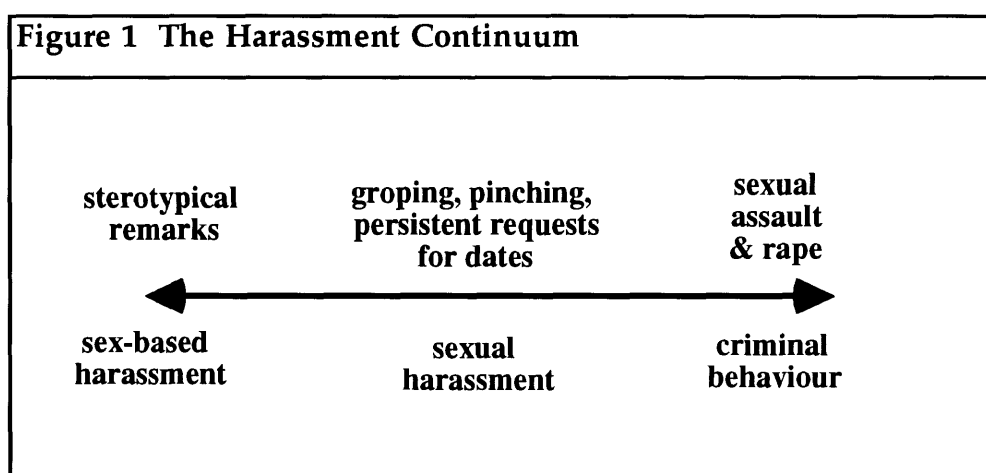 Figure 1 The Harassment Continuum
sterotypical
remarks
groping, pinching,
persistent requests
for dates
sexual
assault
& rape
sex-based
harassment
sexual
harassment
criminal
behaviour